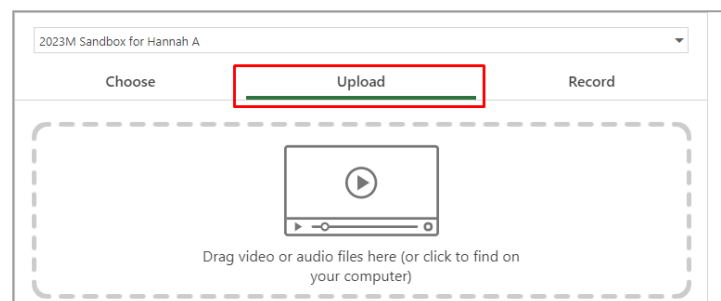 2023M Sandbox for Hannah A
Choose
Upload
Record
Drag video or audio files here (or click to find on
your computer)